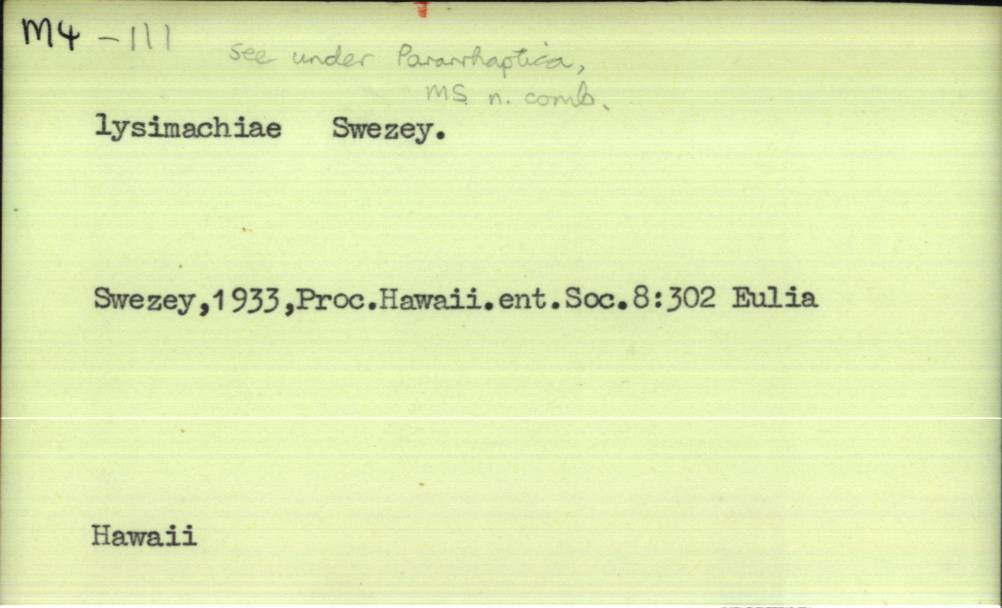 M4 - 111
see under Pararrhaptica,
MS n. comb.
lysimachiae Swezey.
Swezey,1933,Proc.Hawaii.ent.Soc.8:302 Eulia
Hawaii